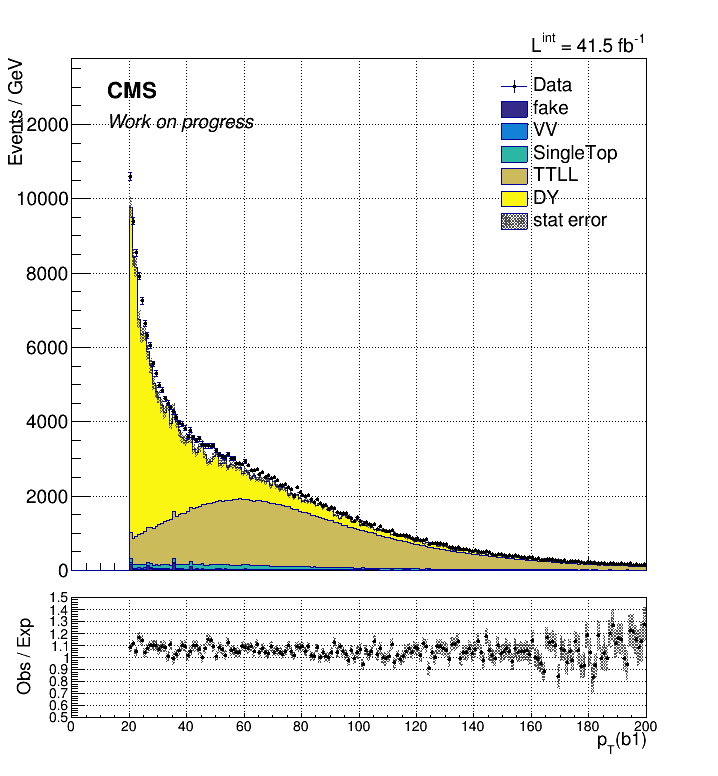 L^int = 41.5 fb^-1
Events / GeV
CMS
Work on progress
Data
fake
VV
SingleTop
TTLL
DY
stat error
12000
10000
8000
6000
4000
2000
0
Obs / Exp
1.5
1.4
1.3
1.2
1.1
1
0.9
0.8
0.7
0.6
0.5
0 20 40 60 80 100 120 140 160 180 200
p_T(b1)